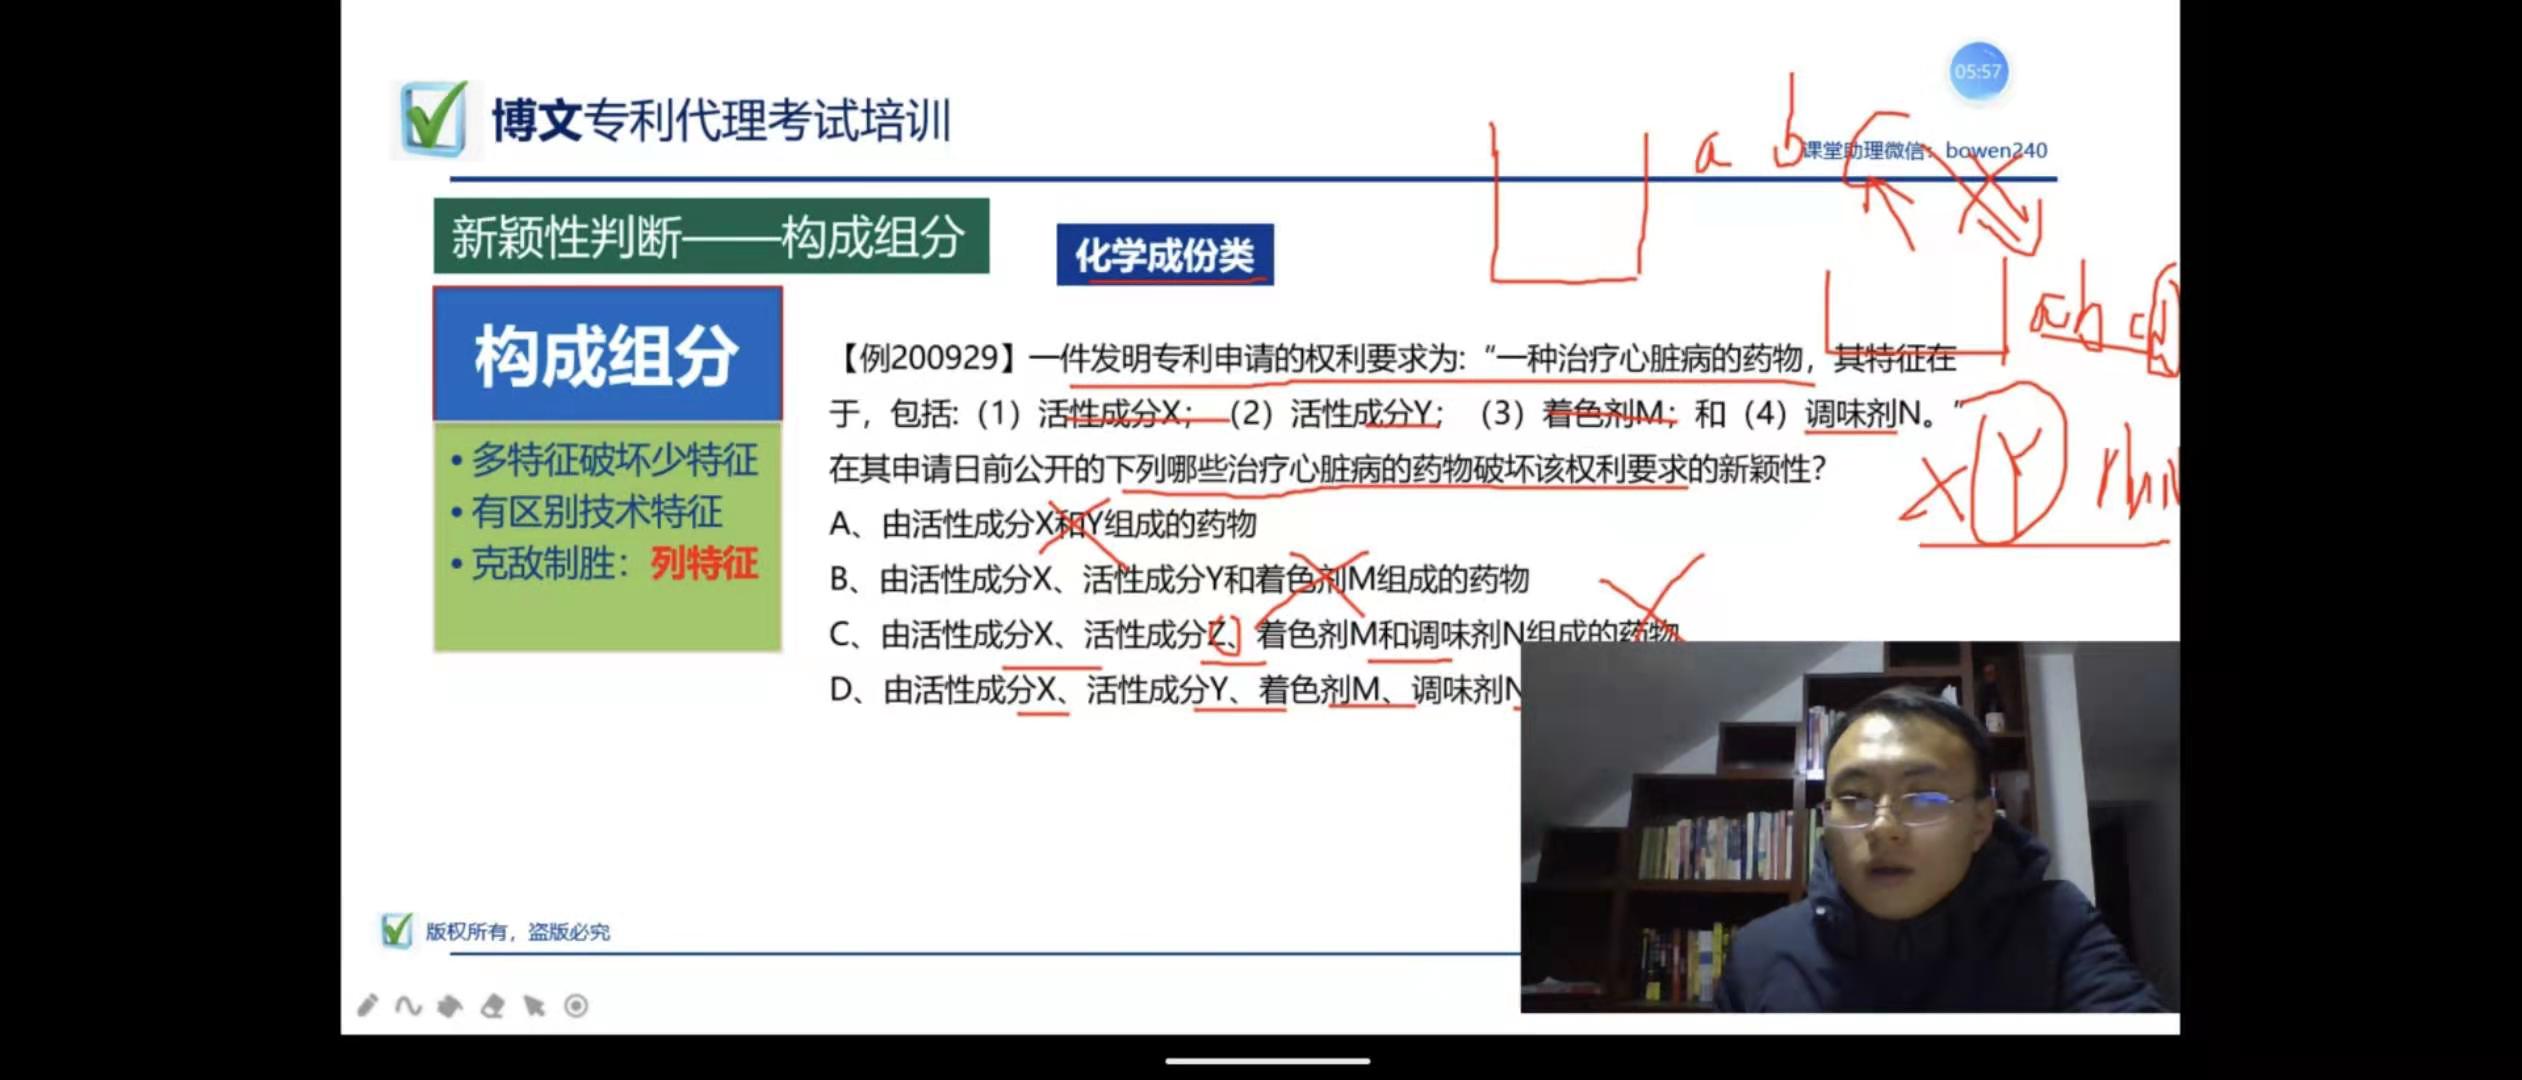 05:57
博文专利代理考试培训
课堂助理微信：bowen240
a b c
新颖性判断——构成组分
化学成份类
构成组分
• 多特征破坏少特征
• 有区别技术特征
• 克敌制胜：列特征
【例200929】一件发明专利申请的权利要求为：“一种治疗心脏病的药物，其特征在
于，包括:（1）活性成分X；（2）活性成分Y；（3）着色剂M；和（4）调味剂N。”
在其申请日前公开的下列哪些治疗心脏病的药物破坏该权利要求的新颖性？
A、由活性成分X和Y组成的药物
B、由活性成分X、活性成分Y和着色剂M组成的药物
C、由活性成分X、活性成分Z、着色剂M和调味剂N组成的药物
D、由活性成分X、活性成分Y、着色剂M、调味剂N
X Y
版权所有，盗版必究